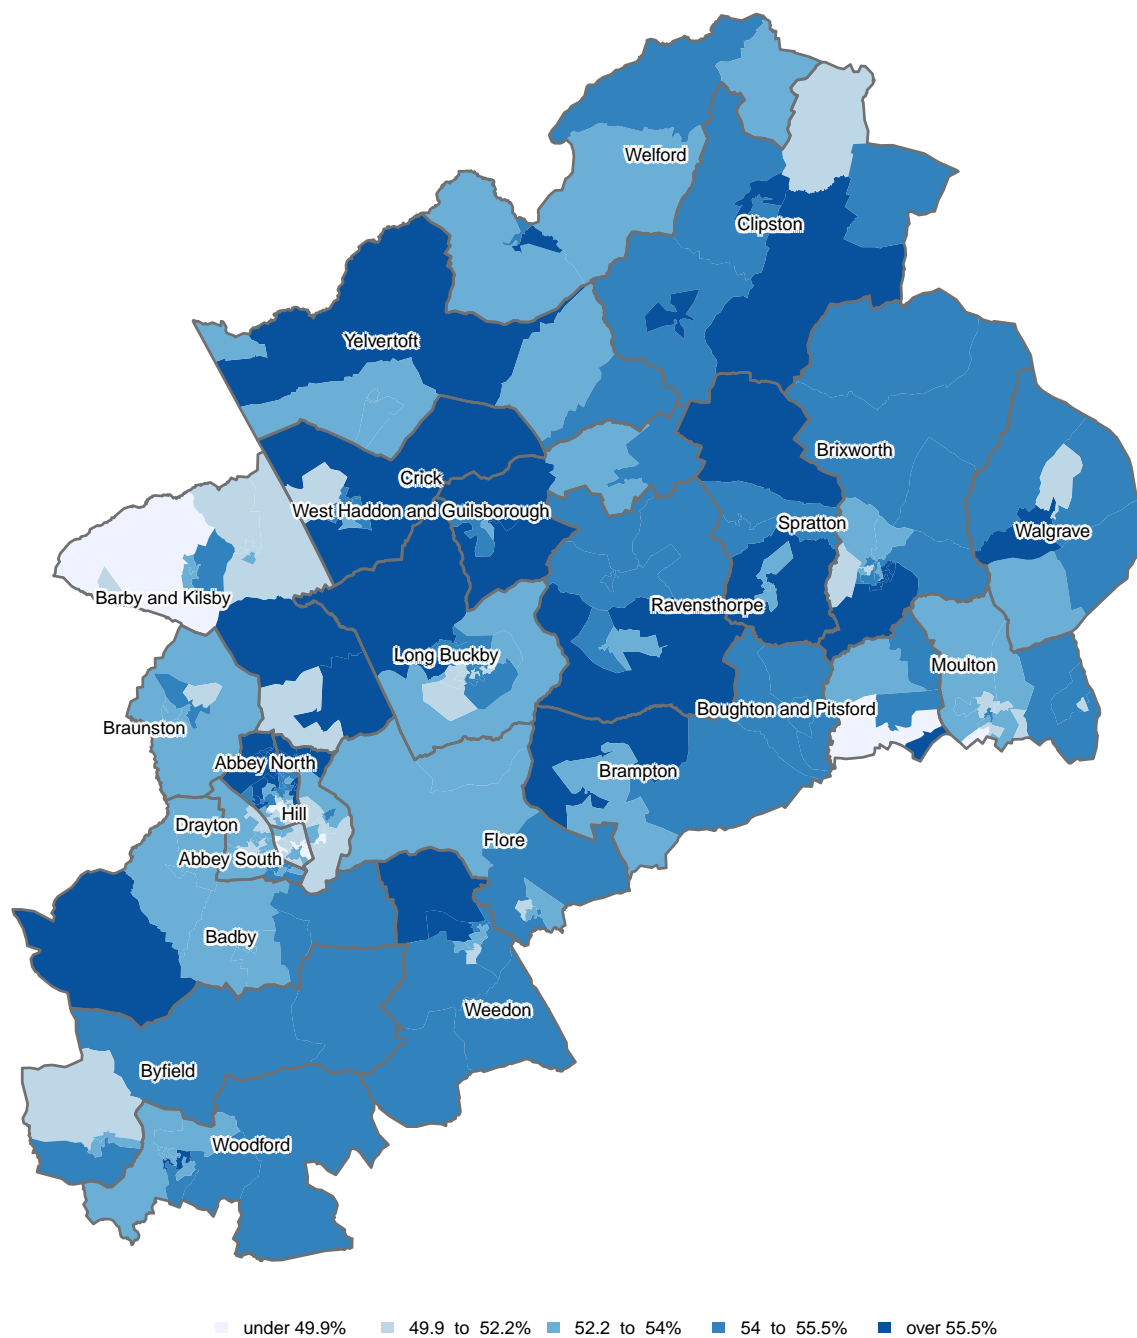 Welford
Clipston
Yelvertoft
Brixworth
Crick
West Haddon and Guilsborough
Spratton
Walgrave
Barby and Kilsby
Ravensthorpe
Long Buckby
Moulton
Boughton and Pitsford
Braunston
Abbey North
Brampton
Hill
Drayton
Flore
Abbey South
Badby
Weedon
Byfield
Woodford
under 49.9% 49.9 to 52.2% 52.2 to 54% 54 to 55.5% over 55.5%